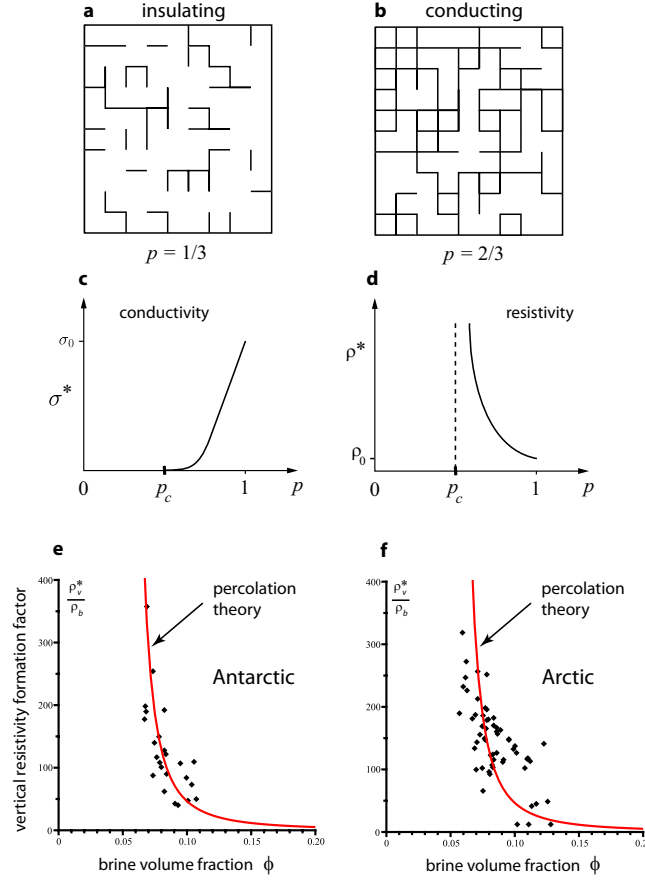 a insulating
b conducting
p = 1/3
p = 2/3
c
conductivity
σ0
σ*
0
pc
1
p
d
resistivity
ρ*
ρ0
0
pc
1
p
e
400
300
200
100
0
0
0.05
0.10
0.15
0.20
ρv*
ρb
percolation
theory
Antarctic
vertical resistivity formation factor
brine volume fraction ϕ
f
400
300
200
100
0
0
0.05
0.10
0.15
0.2
ρv*
ρb
percolation
theory
Arctic
brine volume fraction ϕ